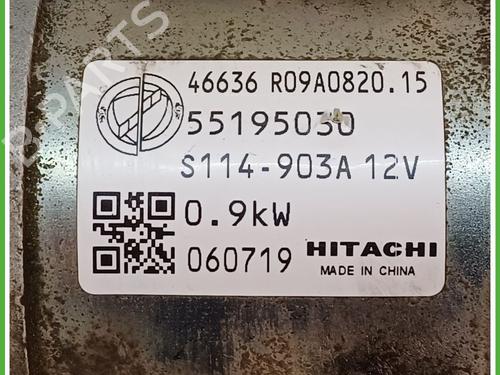 46636 R09A0820.15
55195030
S114-903A 12V
0.9kW
060719 HITACHI
MADE IN CHINA